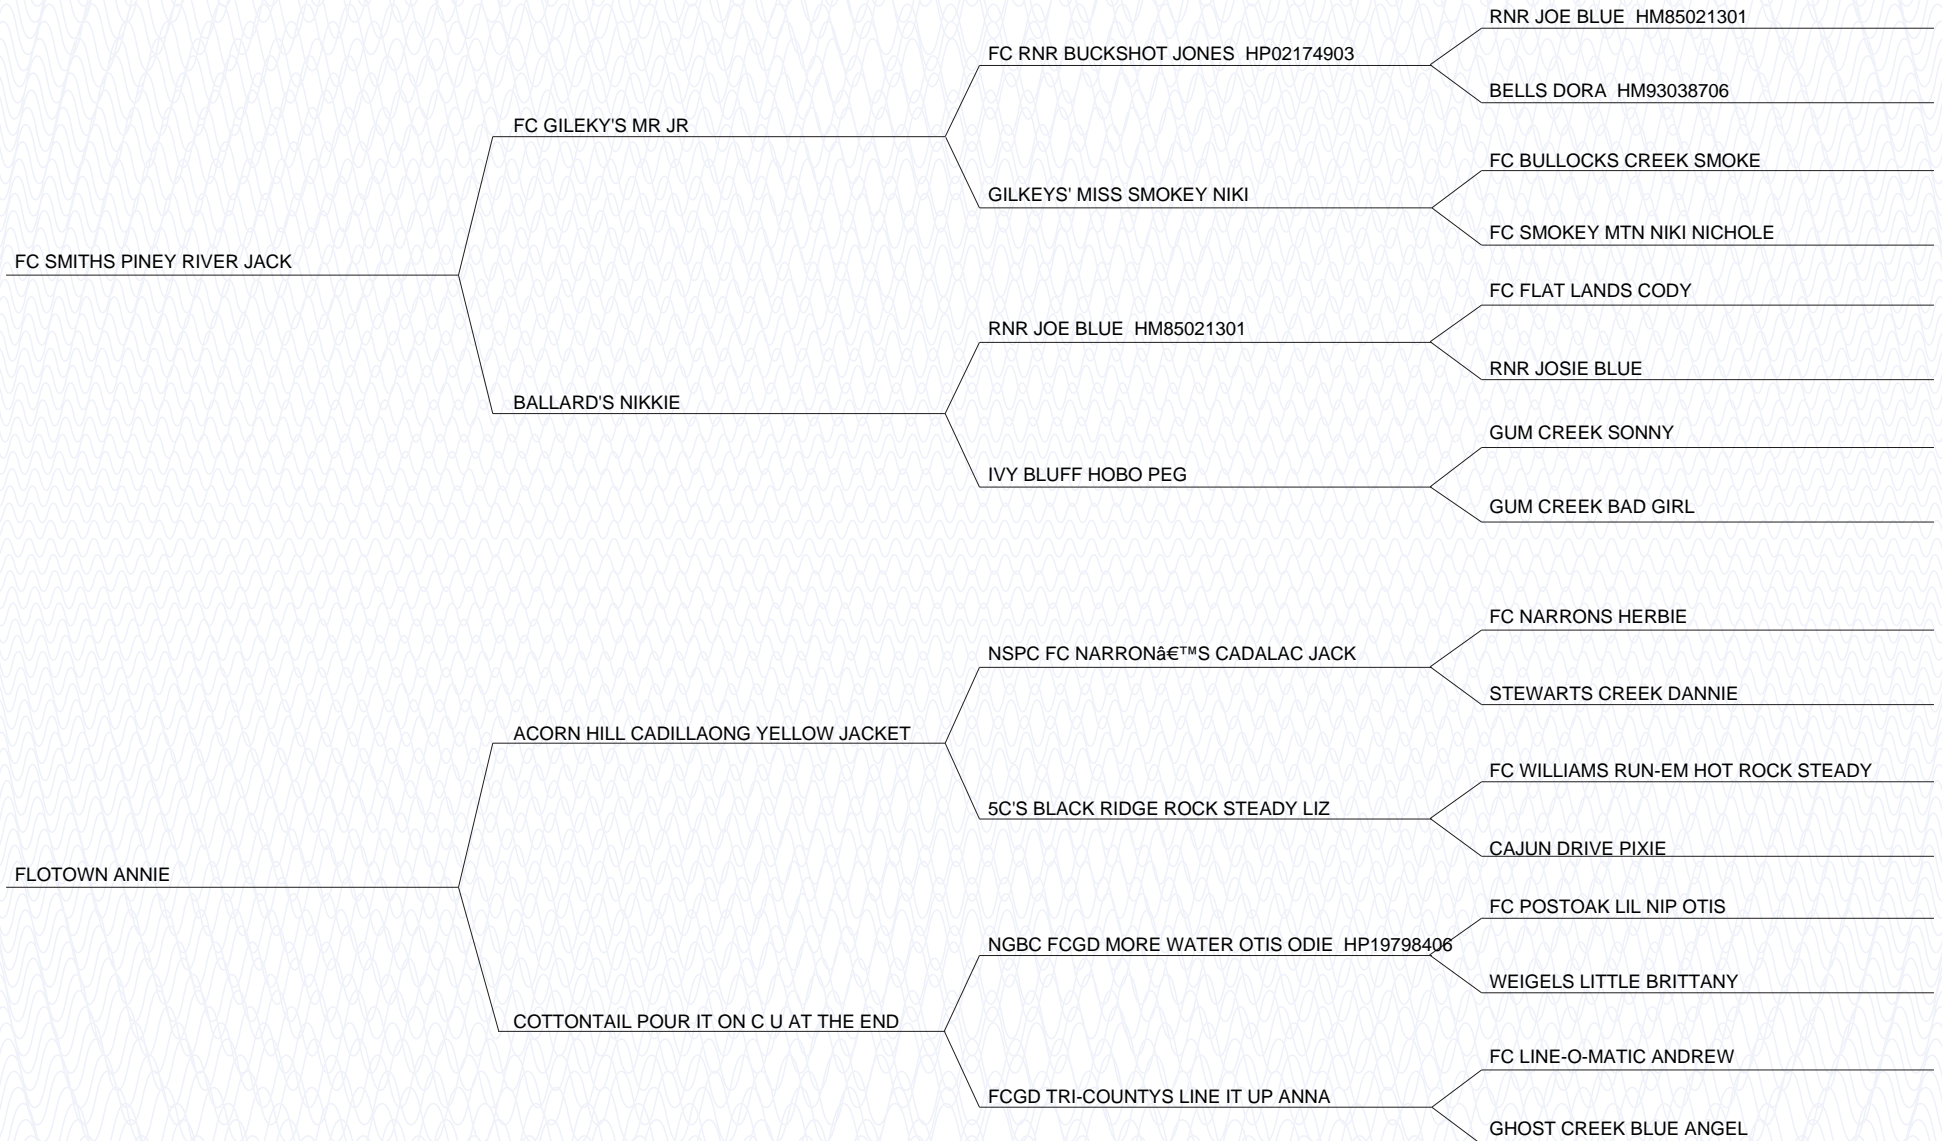 RNR JOE BLUE  HM85021301
FC RNR BUCKSHOT JONES  HP02174903
BELLS DORA  HM93038706
FC GILEKY'S MR JR
FC BULLOCKS CREEK SMOKE
GILKEYS' MISS SMOKEY NIKI
FC SMOKEY MTN NIKI NICHOLE
FC SMITHS PINEY RIVER JACK
FC FLAT LANDS CODY
RNR JOE BLUE  HM85021301
RNR JOSIE BLUE
BALLARD'S NIKKIE
GUM CREEK SONNY
IVY BLUFF HOBO PEG
GUM CREEK BAD GIRL
FC NARRONS HERBIE
NSPC FC NARRONâ€™S CADALAC JACK
STEWARTS CREEK DANNIE
ACORN HILL CADILLAONG YELLOW JACKET
FC WILLIAMS RUN-EM HOT ROCK STEADY
5C'S BLACK RIDGE ROCK STEADY LIZ
CAJUN DRIVE PIXIE
FLOTOWN ANNIE
FC POSTOAK LIL NIP OTIS
NGBC FCGD MORE WATER OTIS ODIE  HP19798406
WEIGELS LITTLE BRITTANY
COTTONTAIL POUR IT ON C U AT THE END
FC LINE-O-MATIC ANDREW
FCGD TRI-COUNTYS LINE IT UP ANNA
GHOST CREEK BLUE ANGEL